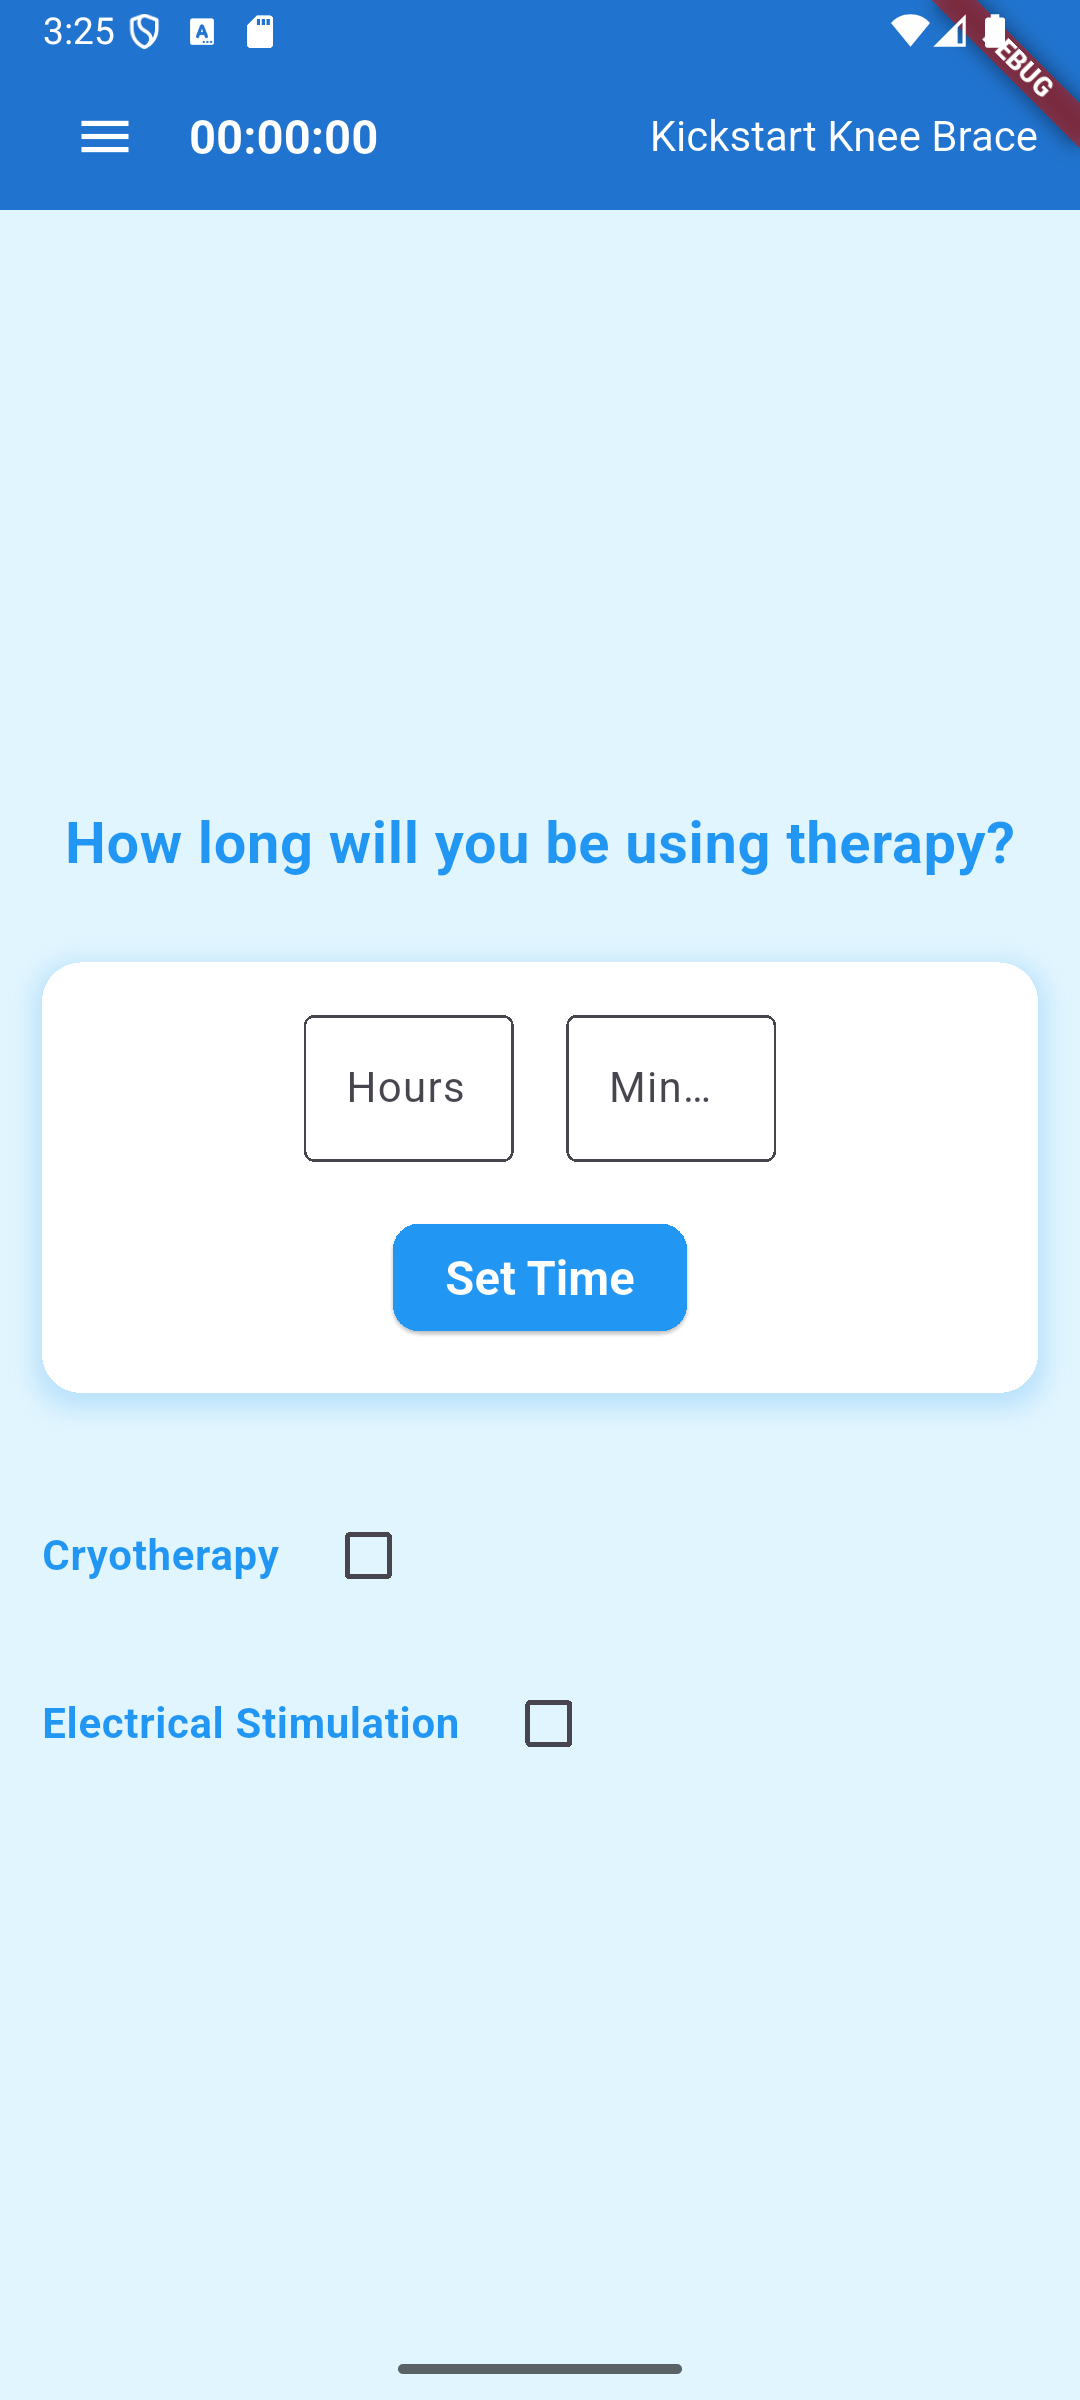 3:25
00:00:00 Kickstart Knee Brace
How long will you be using therapy?
Hours Min...
Set Time
Cryotherapy
Electrical Stimulation